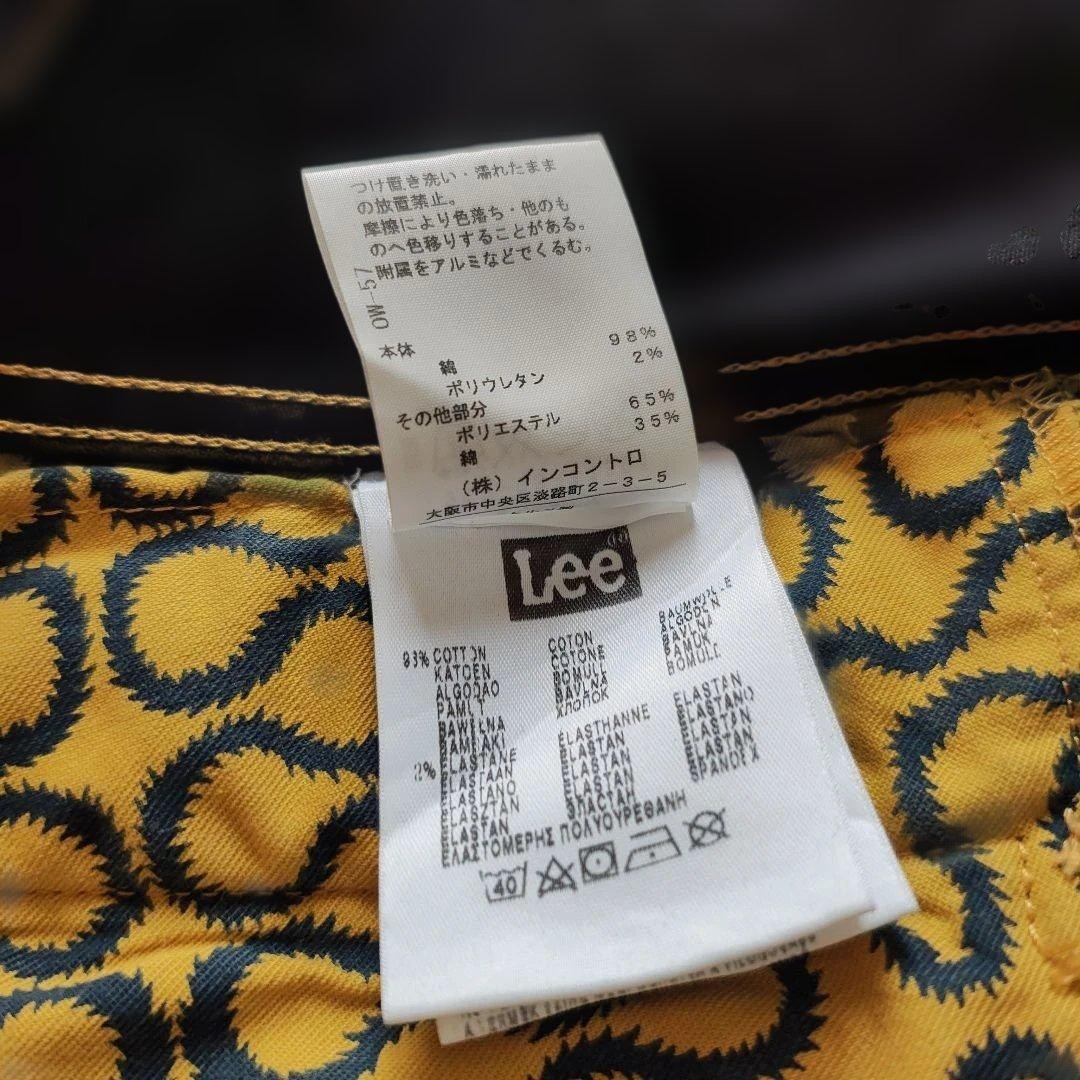 つけ置き洗い・濡れたまま
の放置禁止。
摩擦により色落ち・他のも
のへ色移りすることがある。
附属をアルミなどでくるむ。
OW-57
本体
綿 98%
ポリウレタン 2%
その他部分
ポリエステル 65%
綿 35%
(株)インコントロ
大阪市中央区淡路町2-3-5
Lee
COTTON COTON
KATOEN COTONE ALGODEN
ALGODAO BOMULL
PAMUT BAVLNA PAMUK
BAWELNA ХЛОПОК BOMULL
2% ELASTANE ELASTHANNE ELASTAN
ELASTAAN ELASTAN ELASTANO
ELASTANO ELASTAN ELASTAN
ELASZTAN ELASTAN ELASTAN
ELASTAN SPANDEX
ΕΛΑΣΤΟΜΕΡΗΣ ΠΟΛΥΟΥΡΕΘΑΝΗ
40